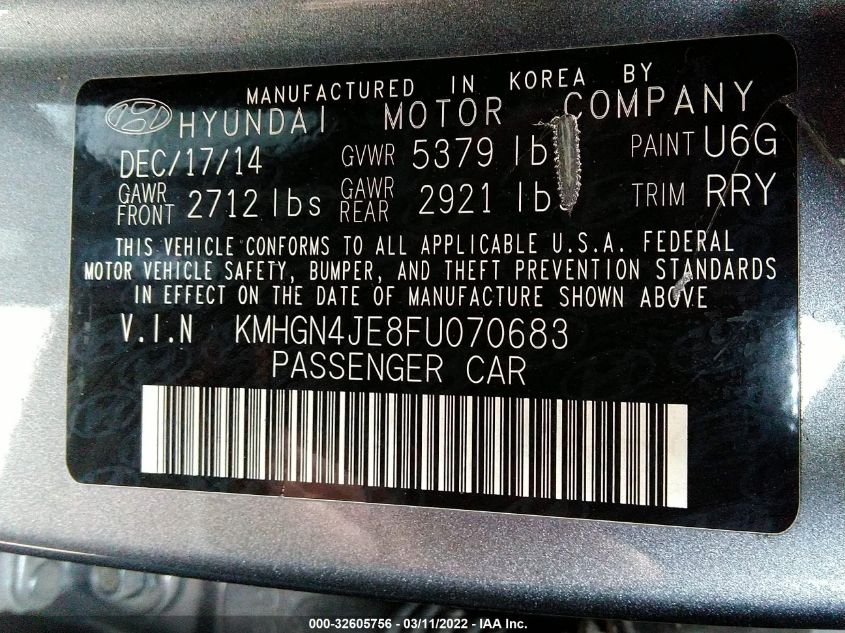 MANUFACTURED IN KOREA BY
HYUNDAI MOTOR COMPANY
DEC/17/14 GVWR 5379 lb PAINT U6G
GAWR FRONT 2712 lbs GAWR REAR 2921 lbs TRIM RRY
THIS VEHICLE CONFORMS TO ALL APPLICABLE U.S.A. FEDERAL
MOTOR VEHICLE SAFETY, BUMPER, AND THEFT PREVENTION STANDARDS
IN EFFECT ON THE DATE OF MANUFACTURE SHOWN ABOVE
V.I.N KMHGN4JE8FU070683
PASSENGER CAR
000-32605756 - 03/11/2022 - IAA Inc.